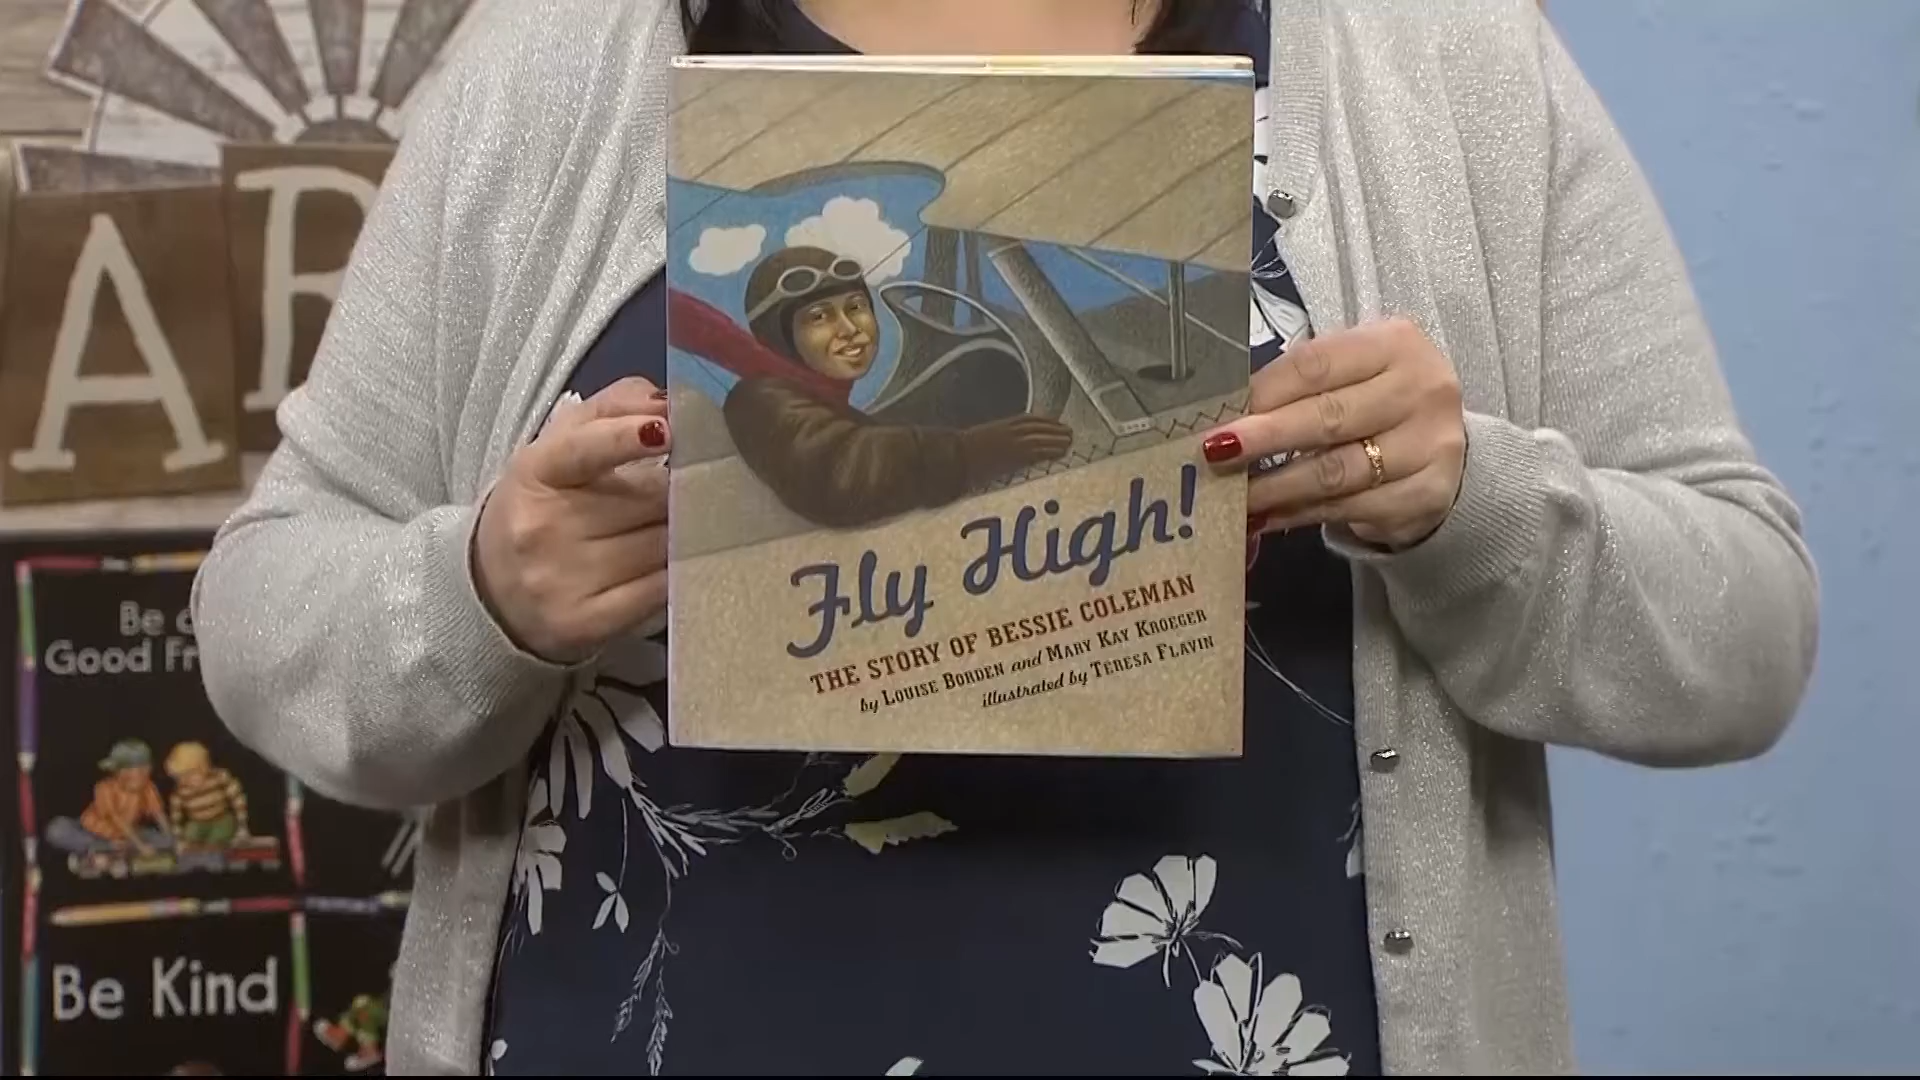 AB
Be a
Good Fr
Be Kind
Fly High!
THE STORY OF BESSIE COLEMAN
by LOUISE BORDEN and MARY KAY KROEGER
illustrated by TERESA FLAVIN